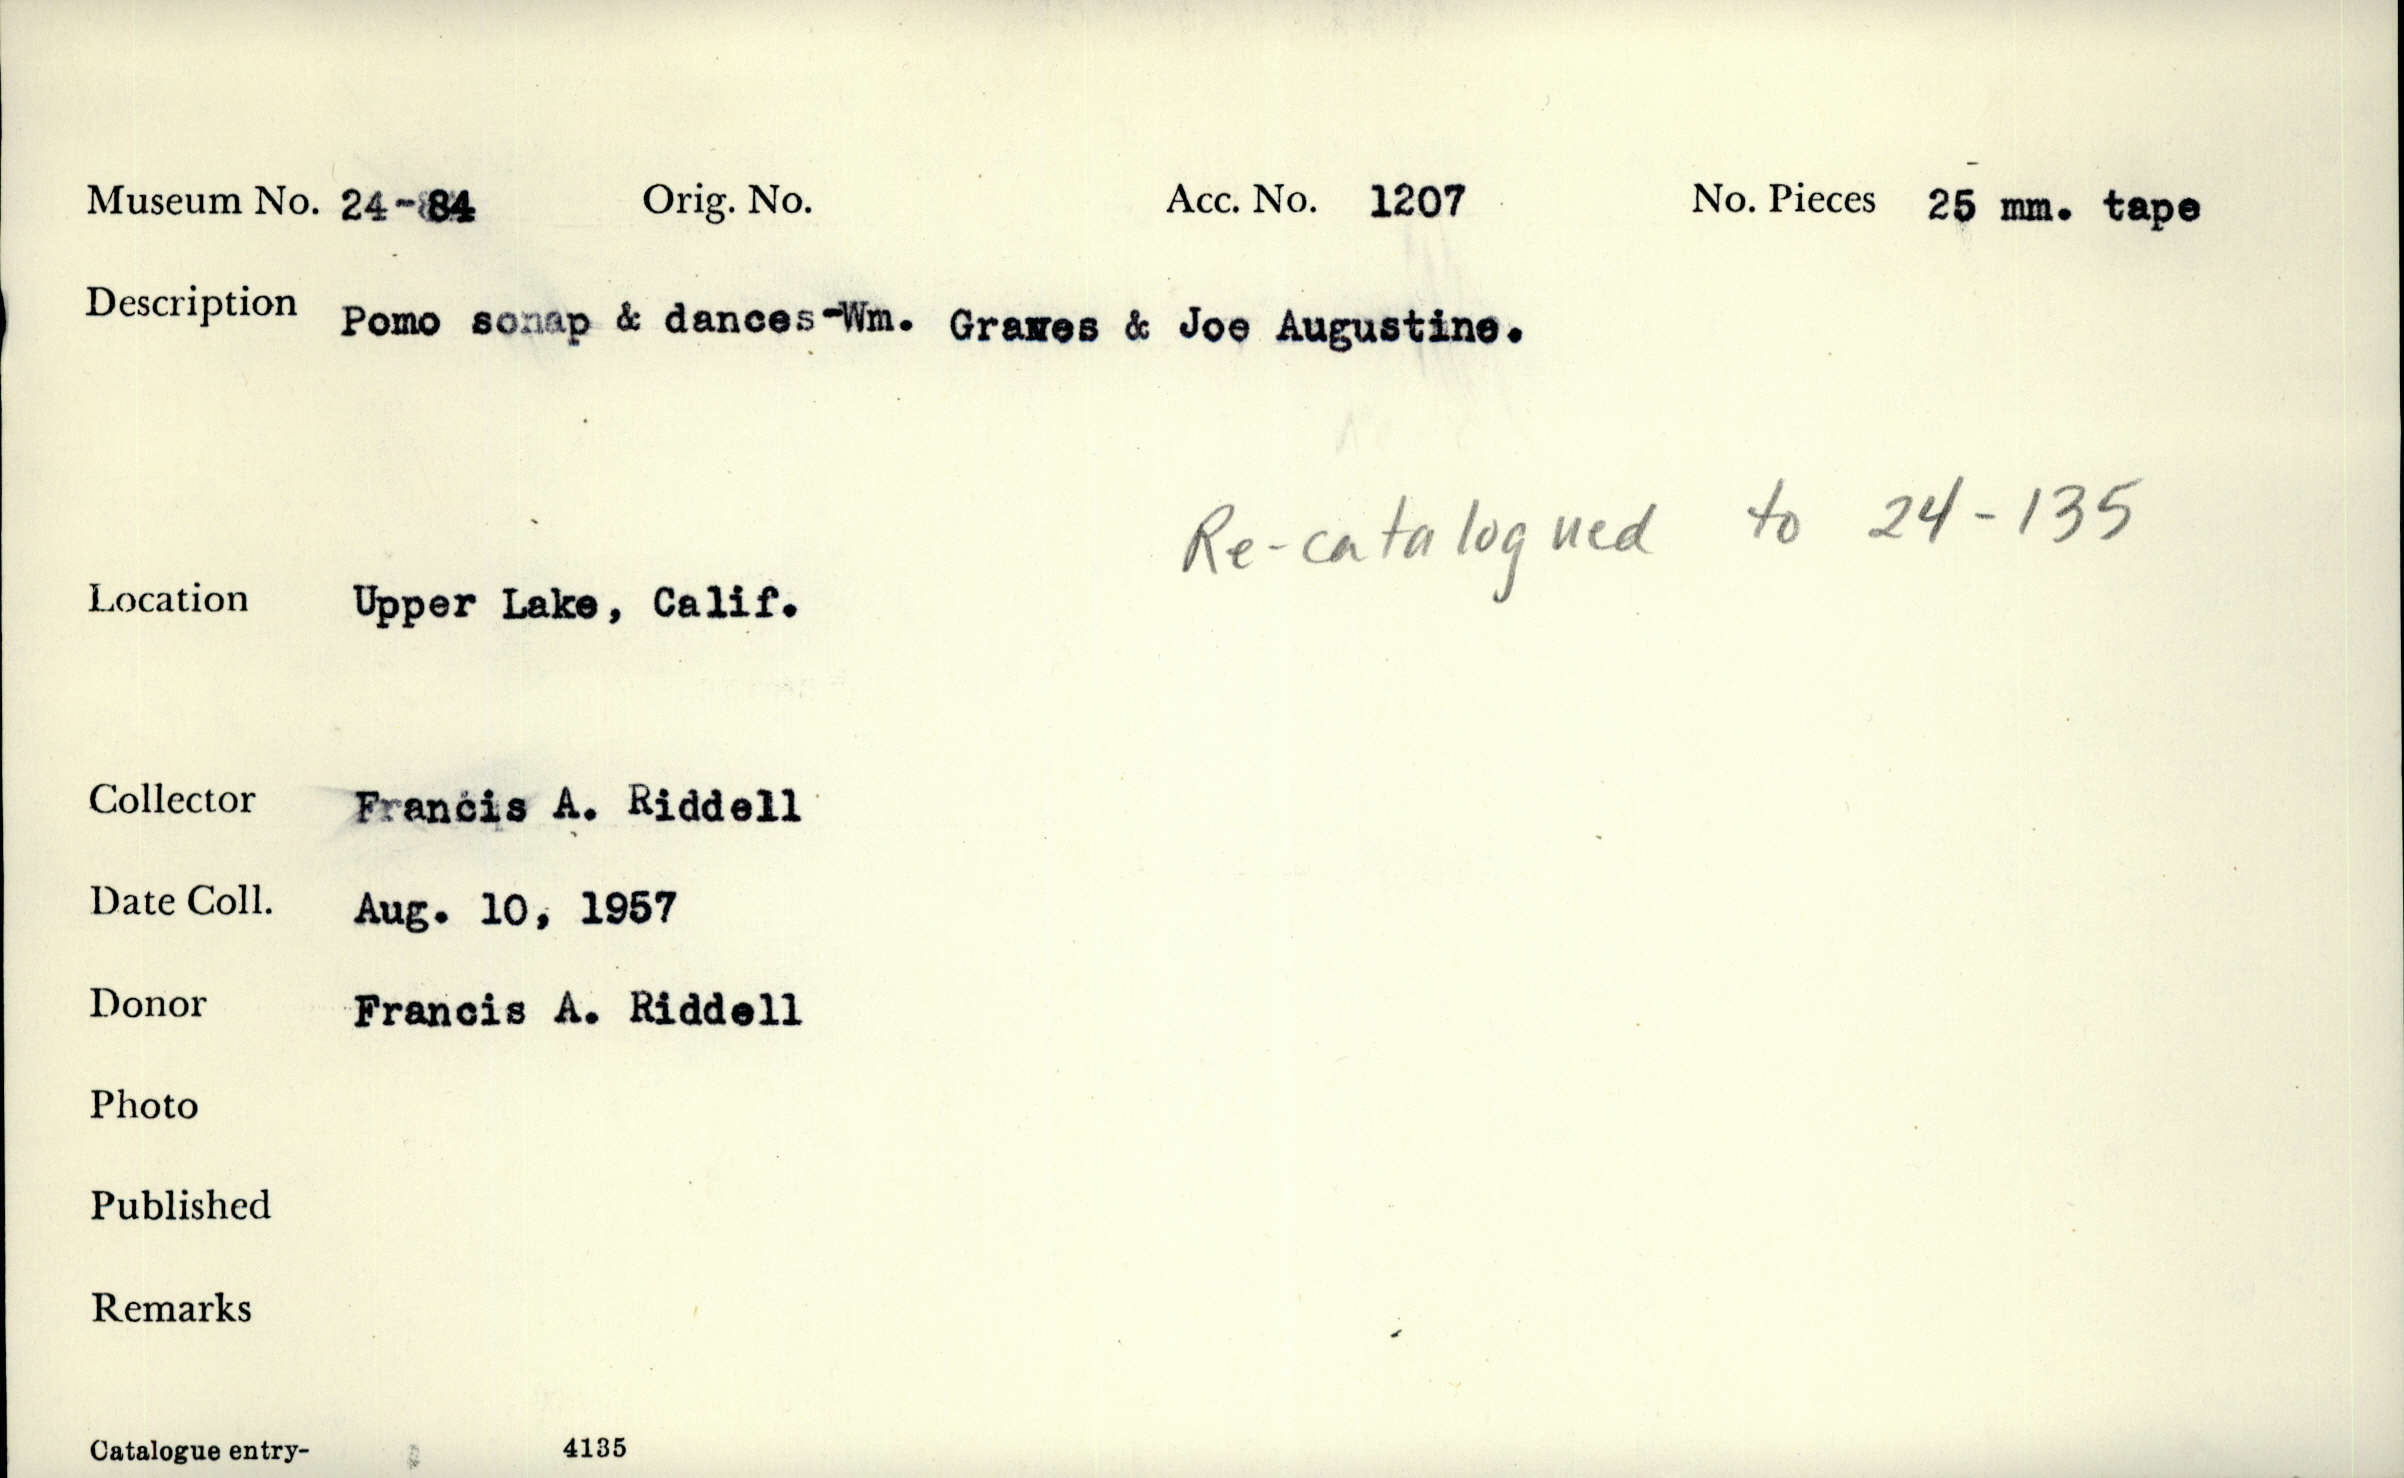 Museum No. 24-84 Orig. No. Acc. No. 1207 No. Pieces 25 mm. tape
Description Pomo sonap & dances-Wm. Graves & Joe Augustine.
Re-catalogued to 24-135
Location Upper Lake, Calif.
Collector Francis A. Riddell
Date Coll. Aug. 10, 1957
Donor Francis A. Riddell
Photo
Published
Remarks
Catalogue entry- 4135